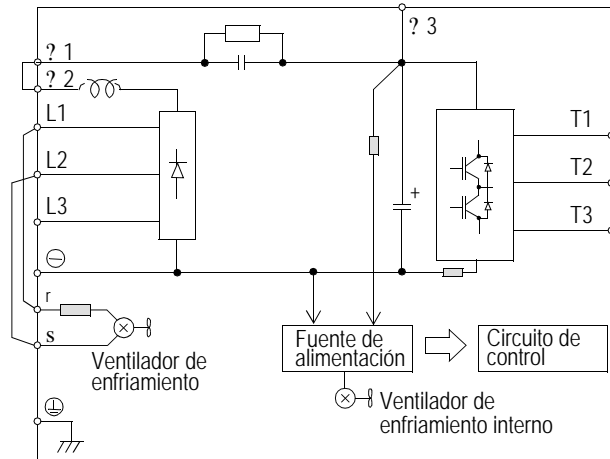 ? 3
? 1
? 2
L1
L2
L3
T1
T2
T3
+
−
r
s
Ventilador de
enfriamiento
Fuente de
alimentación
Circuito de
control
Ventilador de
enfriamiento interno